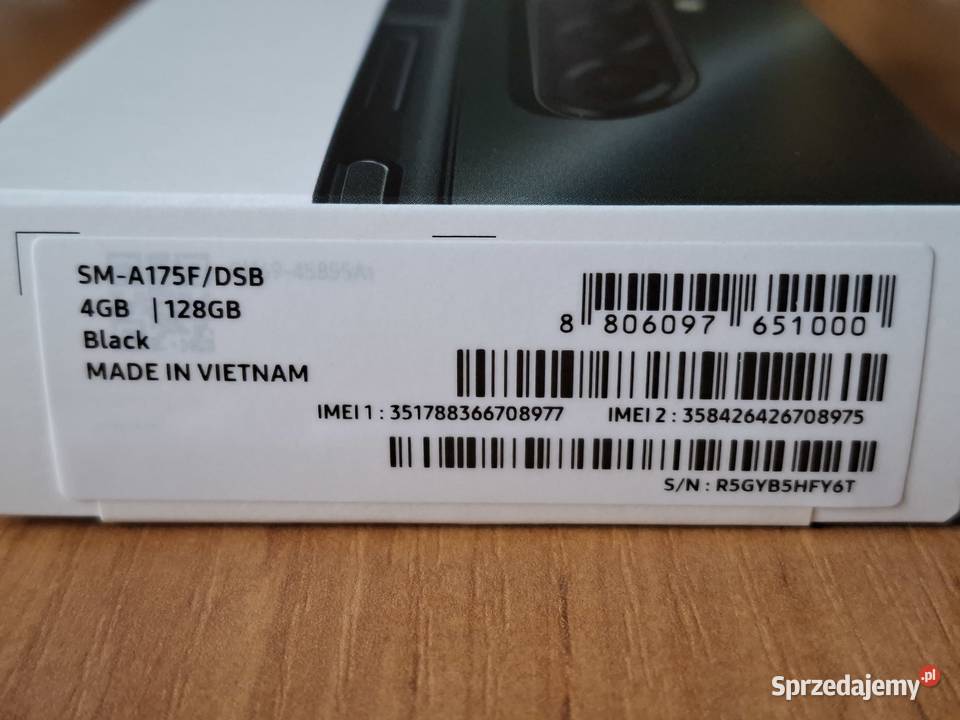 SM-A175F/DSB
4GB | 128GB
Black
MADE IN VIETNAM
8 806097 651000
IMEI 1 : 351788366708977 IMEI 2 : 358426426708975
S/N : R5GYB5HFY6T
Sprzedajemy.pl